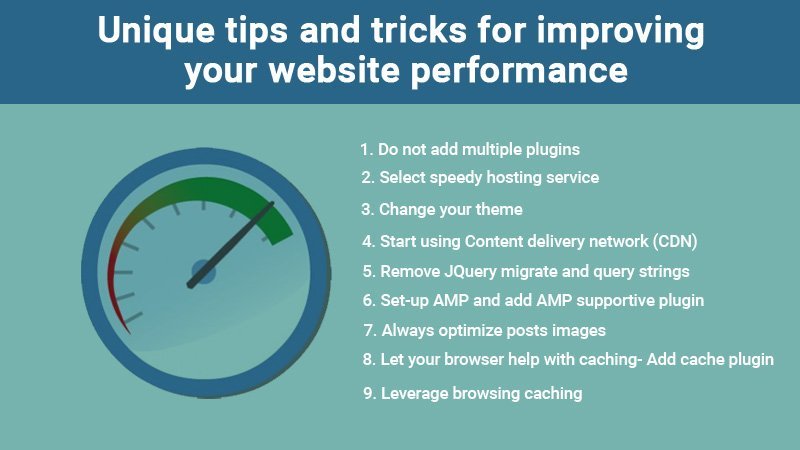 Unique tips and tricks for improving
your website performance
1. Do not add multiple plugins
2. Select speedy hosting service
3. Change your theme
4. Start using Content delivery network (CDN)
5. Remove JQuery migrate and query strings
6. Set-up AMP and add AMP supportive plugin
7. Always optimize posts images
8. Let your browser help with caching- Add cache plugin
9. Leverage browsing caching